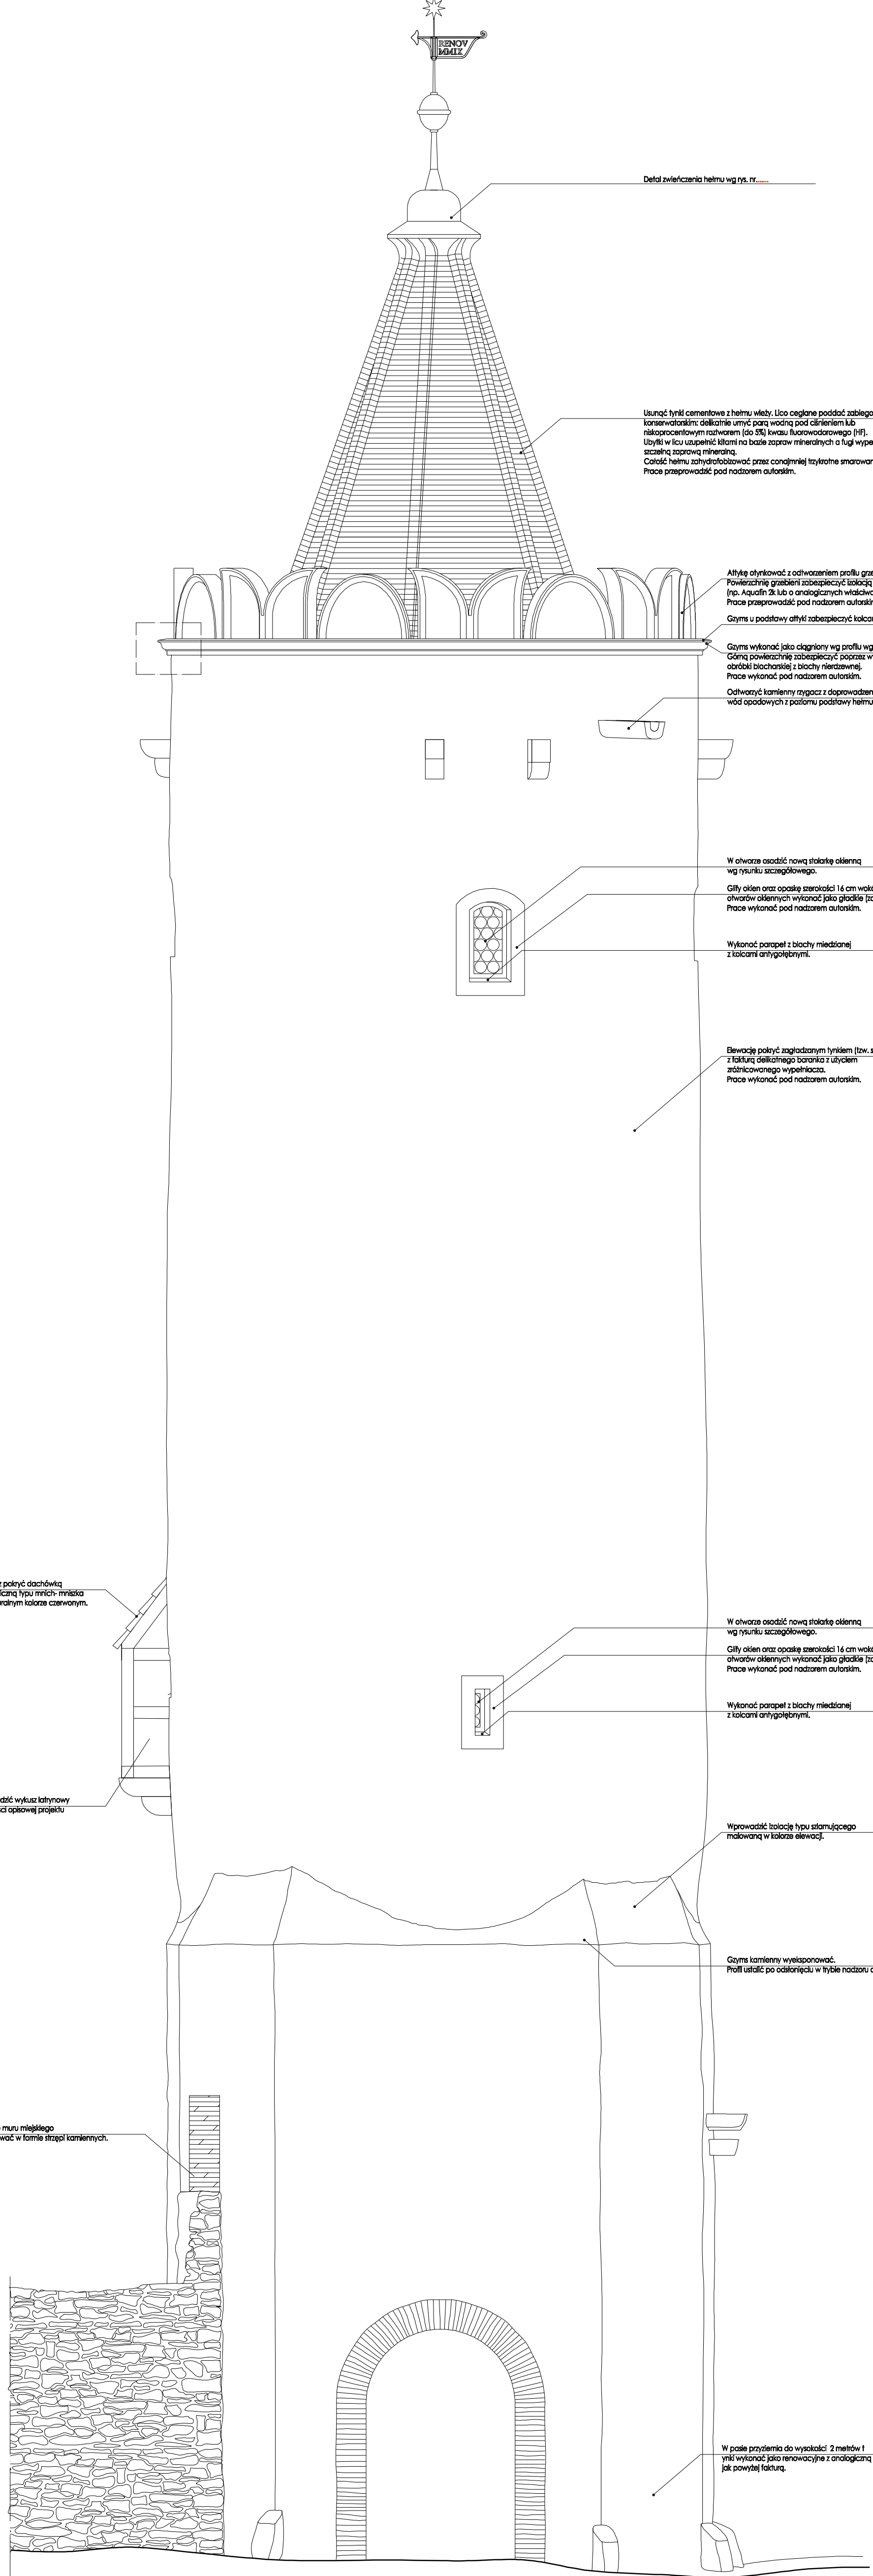 RENOV
MMIX
Detal zwieńczenia hełmu wg rys. nr......
Usunąć tynki cementowe z hełmu wieży. Lico ceglane poddać zabiego
konserwatorskim: delikatnie umyć parą wodną pod ciśnieniem lub
niskoprocentowym roztworem (do 5%) kwasu fluorowodorowego (HF).
Ubytki w licu uzupełnić kitami na bazie zapraw mineralnych a fugi wype
szczelną zaprawą mineralną.
Całość hełmu zahydrofobizować przez conajmniej trzykrotne smarowan
Prace przeprowadzić pod nadzorem autorskim.
Attykę otynkować z odtworzeniem profilu grze
Powierzchnię grzebieni zabezpieczyć izolacją
(np. Aquafin 2k lub o analogicznych właściwo
Prace przeprowadzić pod nadzorem autorskim
Gzyms u podstawy attyki zabezpieczyć kolca
Gzyms wykonać jako ciągniony wg profilu wg
Górną powierzchnię zabezpieczyć poprzez w
obróbki blacharskiej z blachy nierdzewnej.
Prace wykonać pod nadzorem autorskim.
Odtworzyć kamienny rzygacz z doprowadzen
wód opadowych z poziomu podstawy hełmu
W otworze osadzić nową stolarkę okienną
wg rysunku szczegółowego.
Glify okien oraz opaskę szerokości 16 cm wokó
otworów okiennych wykonać jako gładkie (za
Prace wykonać pod nadzorem autorskim.
Wykonać parapet z blachy miedzianej
z kolcami antygołębnymi.
Elewację pokryć zagładzanym tynkiem (tzw. s
z fakturą delikatnego baranka z użyciem
zróżnicowanego wypełniacza.
Prace wykonać pod nadzorem autorskim.
z pokryć dachówką
iczną typu mnich- mniszka
uralnym kolorze czerwonym.
W otworze osadzić nową stolarkę okienną
wg rysunku szczegółowego.
Glify okien oraz opaskę szerokości 16 cm wokó
otworów okiennych wykonać jako gładkie (za
Prace wykonać pod nadzorem autorskim.
Wykonać parapet z blachy miedzianej
z kolcami antygołębnymi.
dzić wykusz latrynowy
ci opisowej projektu
Wprowadzić izolację typu szlamującego
malowaną w kolorze elewacji.
Gzyms kamienny wyeksponować.
Profil ustalić po odsłonięciu w trybie nadzoru a
muru miejskiego
wać w formie strzępi kamiennych.
W pasie przyziemia do wysokości 2 metrów t
ynki wykonać jako renowacyjne z analogiczną
jak powyżej fakturą.